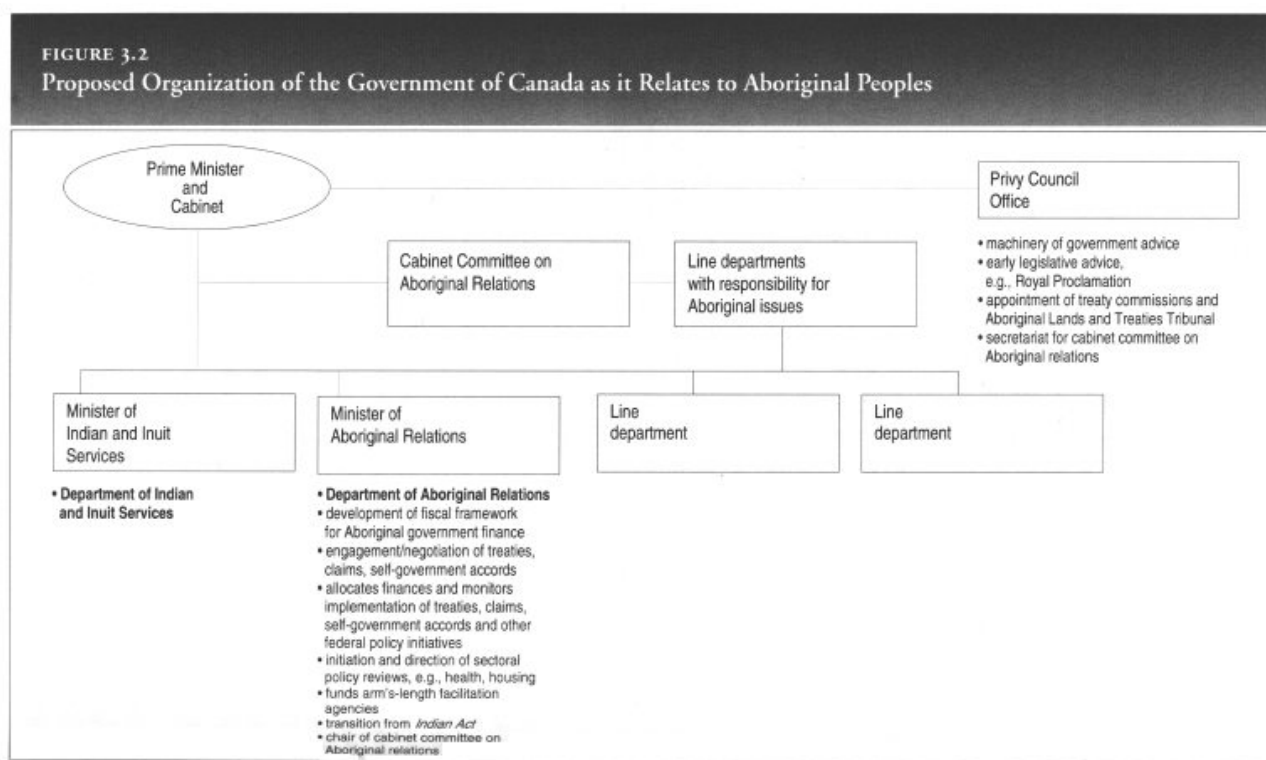 FIGURE 3.2
Proposed Organization of the Government of Canada as it Relates to Aboriginal Peoples
Prime Minister
and
Cabinet
Privy Council
Office
• machinery of government advice
• early legislative advice,
e.g., Royal Proclamation
• appointment of treaty commissions and
Aboriginal Lands and Treaties Tribunal
• secretariat for cabinet committee on
Aboriginal relations
Cabinet Committee on
Aboriginal Relations
Line departments
with responsibility for
Aboriginal issues
Minister of
Indian and Inuit
Services
• Department of Indian
and Inuit Services
Minister of
Aboriginal Relations
• Department of Aboriginal Relations
• development of fiscal framework
for Aboriginal government finance
• engagement/negotiation of treaties,
claims, self-government accords
• allocates finances and monitors
implementation of treaties, claims,
self-government accords and other
federal policy initiatives
• initiation and direction of sectoral
policy reviews, e.g., health, housing
• funds arm's-length facilitation
agencies
• transition from Indian Act
• chair of cabinet committee on
Aboriginal relations
Line
department
Line
department